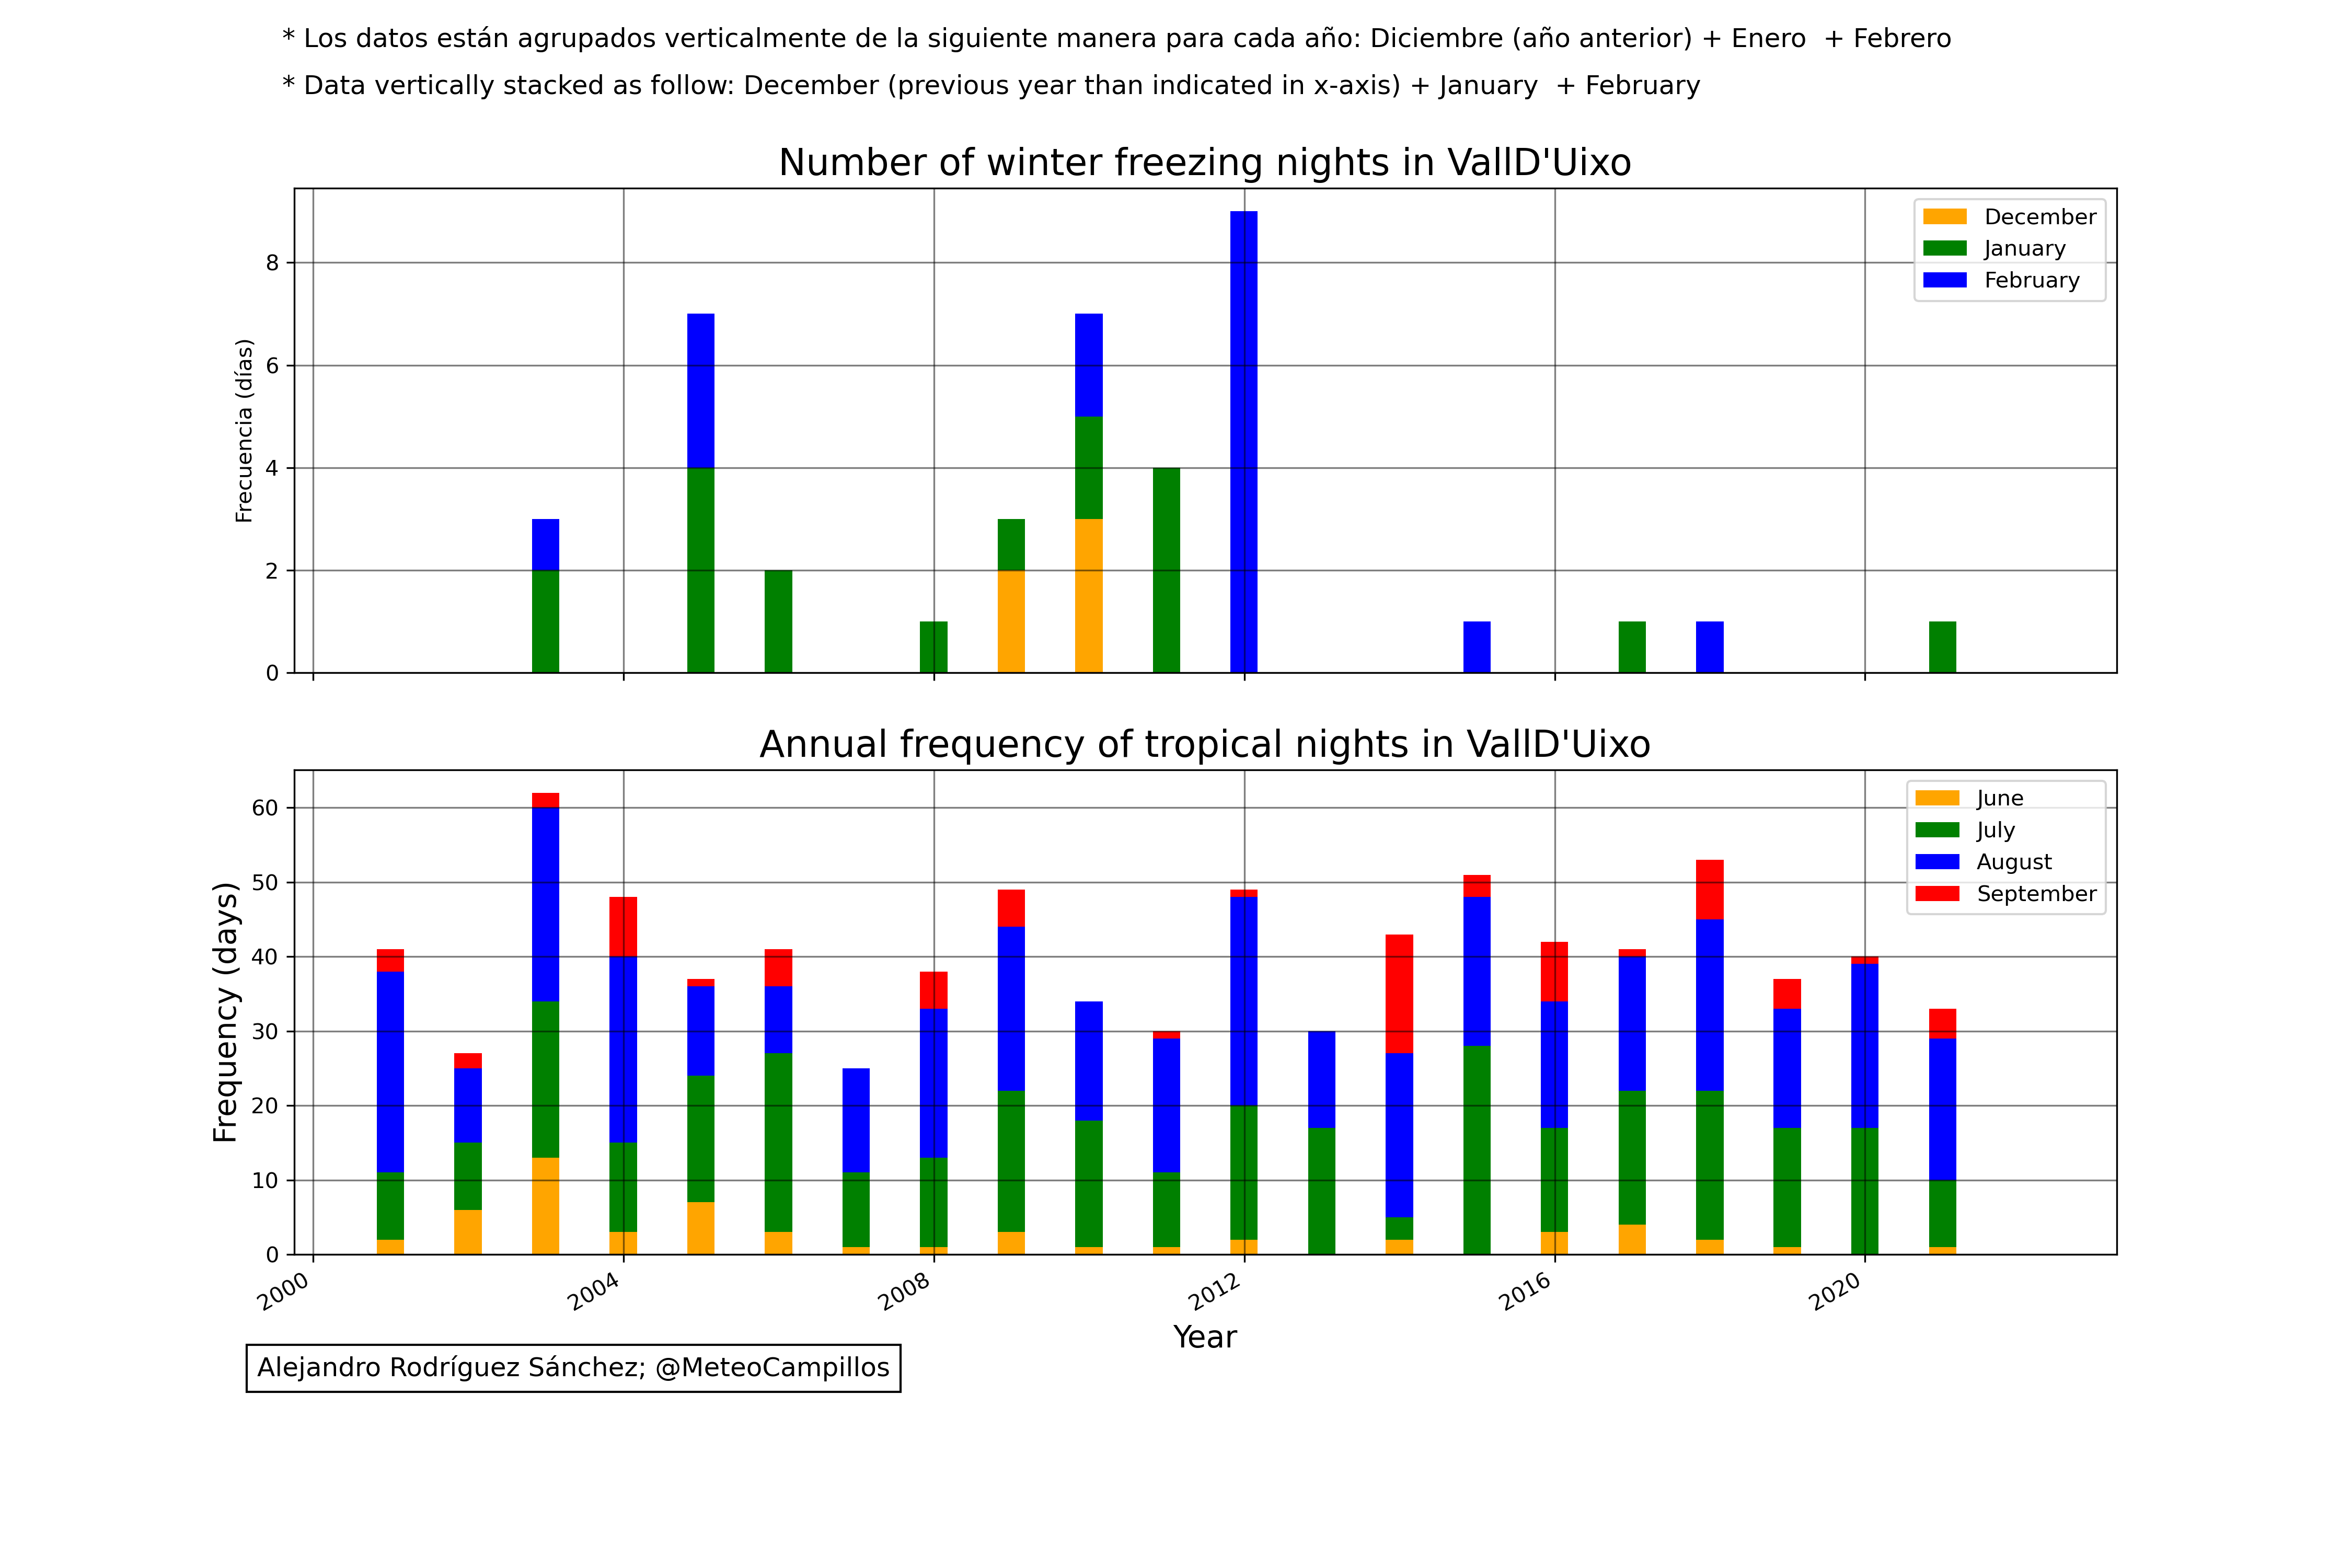 * Los datos están agrupados verticalmente de la siguiente manera para cada año: Diciembre (año anterior) + Enero  + Febrero
* Data vertically stacked as follow: December (previous year than indicated in x-axis) + January  + February
Number of winter freezing nights in VallD'Uixo
Frecuencia (días)
8
6
4
2
0
December
January
February
Annual frequency of tropical nights in VallD'Uixo
Frequency (days)
60
50
40
30
20
10
0
June
July
August
September
2000
2004
2008
2012
2016
2020
Year
Alejandro Rodríguez Sánchez; @MeteoCampillos